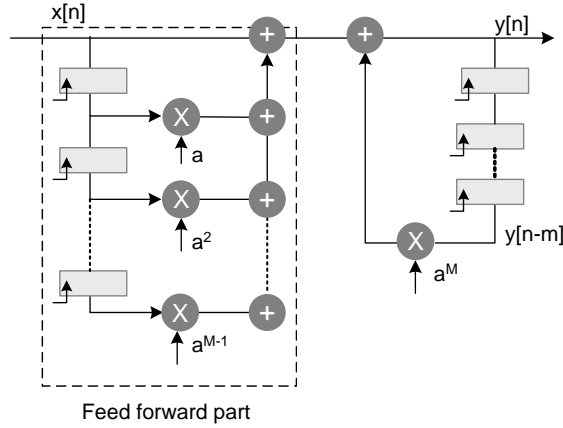 x[n]
y[n]
+
+
X
+
a
X
+
a²
y[n-m]
X
aᴹ
X
+
aᴹ⁻¹
Feed forward part